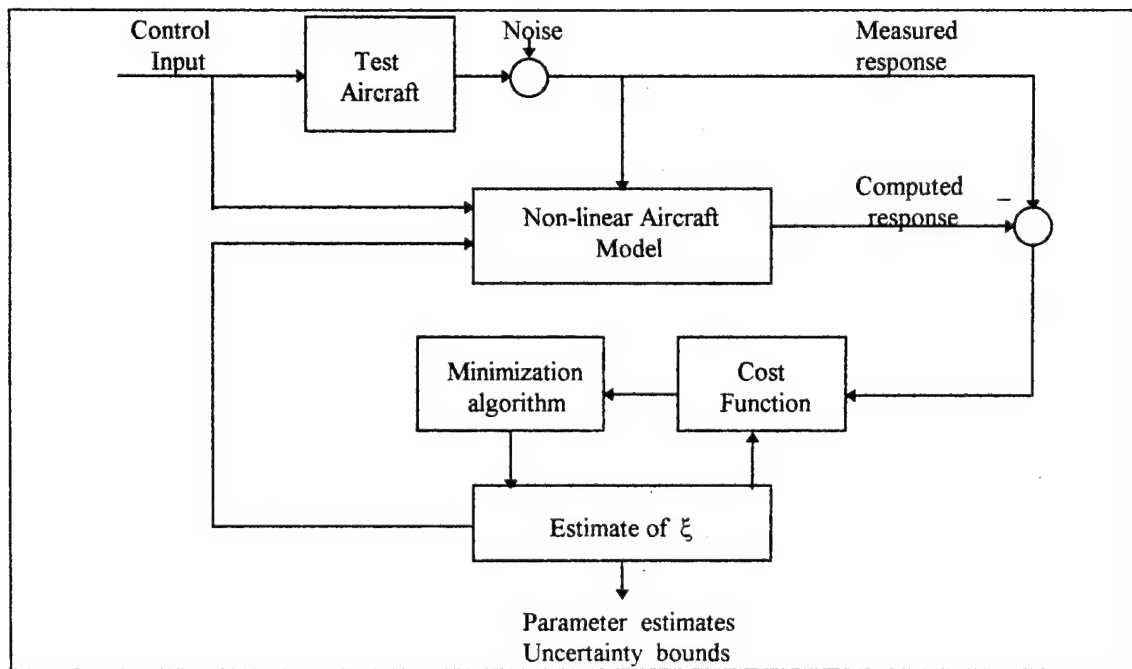 Control
Input
Test
Aircraft
Noise
Measured
response
Non-linear Aircraft
Model
Computed
response
–
Minimization
algorithm
Cost
Function
Estimate of ξ
Parameter estimates
Uncertainty bounds